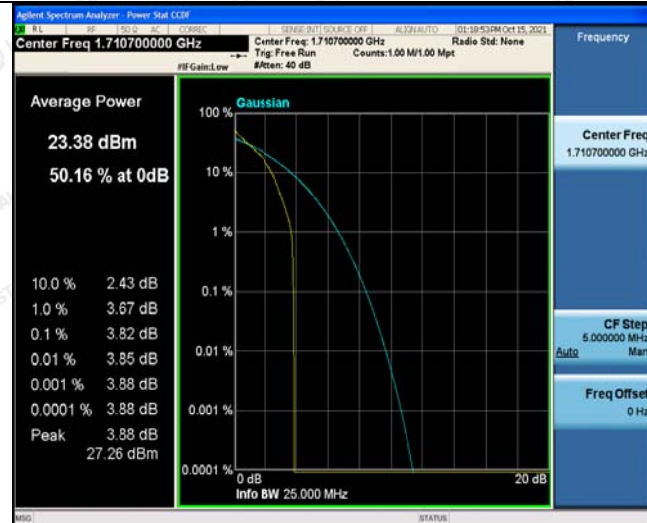 Agilent Spectrum Analyzer - Power Stat CCDF
RL RF 50 Ω AC CORREC SENSE:INT SOURCE OFF ALIGN AUTO 01:18:53 PM Oct 15, 2021
Center Freq 1.710700000 GHz
Center Freq: 1.710700000 GHz
Radio Std: None
Trig: Free Run Counts:1.00 M/1.00 Mpt
#IFGain:Low #Atten: 40 dB
Average Power
23.38 dBm
50.16 % at 0dB
10.0 % 2.43 dB
1.0 % 3.67 dB
0.1 % 3.82 dB
0.01 % 3.85 dB
0.001 % 3.88 dB
0.0001 % 3.88 dB
Peak 3.88 dB
27.26 dBm
Gaussian
100 %
10 %
1 %
0.1 %
0.01 %
0.001 %
0.0001 %
0 dB 20 dB
Info BW 25.000 MHz
Frequency
Center Freq
1.710700000 GHz
CF Step
5.000000 MHz
Auto Man
Freq Offset
0 Hz
MSG STATUS